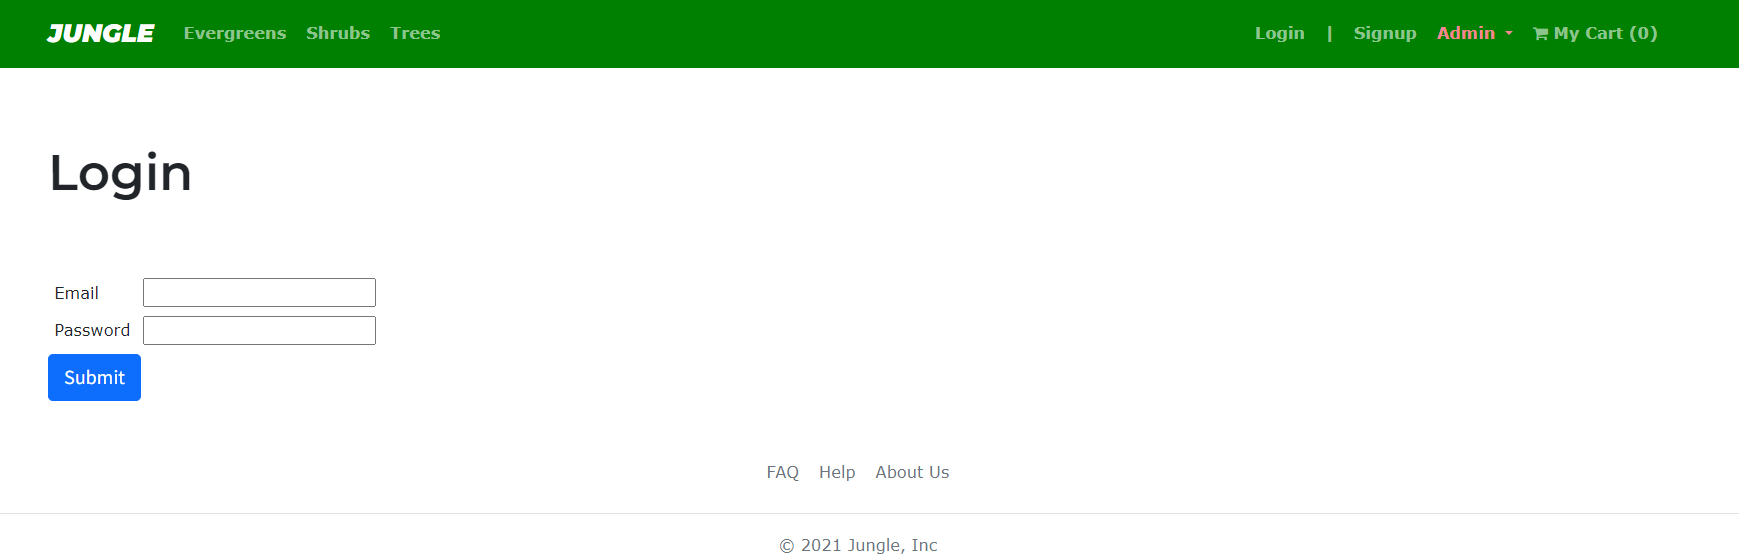 JUNGLE Evergreens Shrubs Trees Login | Signup Admin My Cart (0)
Login
Email
Password
Submit
FAQ Help About Us
© 2021 Jungle, Inc